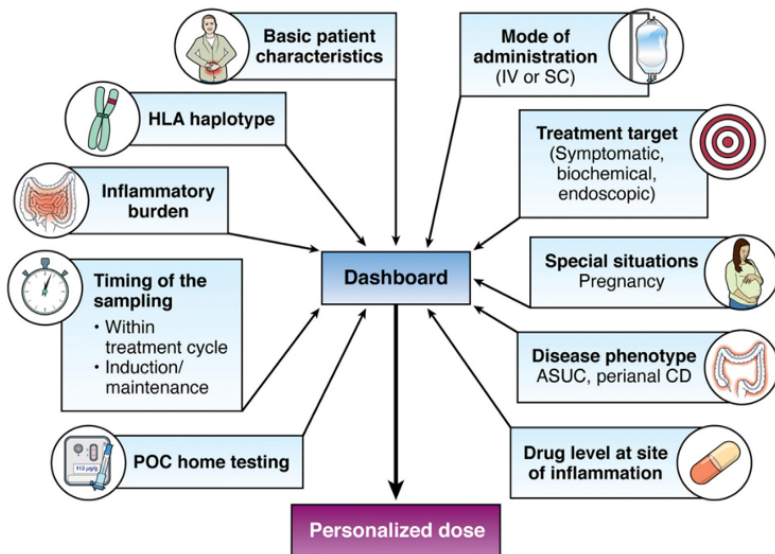 Basic patient
characteristics
Mode of
administration
(IV or SC)
HLA haplotype
Treatment target
(Symptomatic,
biochemical,
endoscopic)
Inflammatory
burden
Dashboard
Special situations
Pregnancy
Timing of the
sampling
• Within
treatment cycle
• Induction/
maintenance
Disease phenotype
ASUC, perianal CD
POC home testing
113 µg/g
Drug level at site
of inflammation
Personalized dose